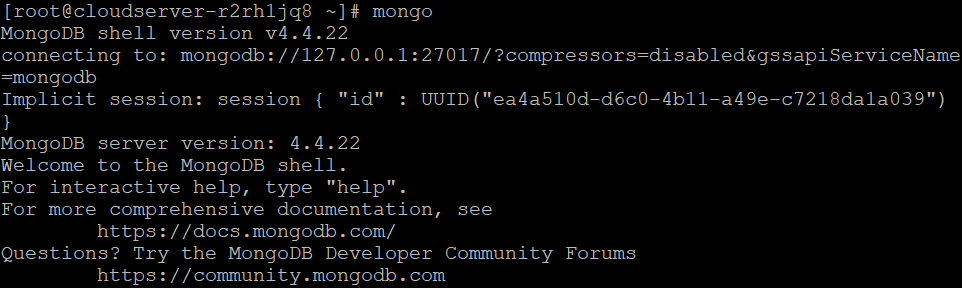 [root@cloudserver-r2rh1jq8 ~]# mongo
MongoDB shell version v4.4.22
connecting to: mongodb://127.0.0.1:27017/?compressors=disabled&gssapiServiceName
=mongodb
Implicit session: session { "id" : UUID("ea4a510d-d6c0-4b11-a49e-c7218da1a039")
}
MongoDB server version: 4.4.22
Welcome to the MongoDB shell.
For interactive help, type "help".
For more comprehensive documentation, see
        https://docs.mongodb.com/
Questions? Try the MongoDB Developer Community Forums
        https://community.mongodb.com